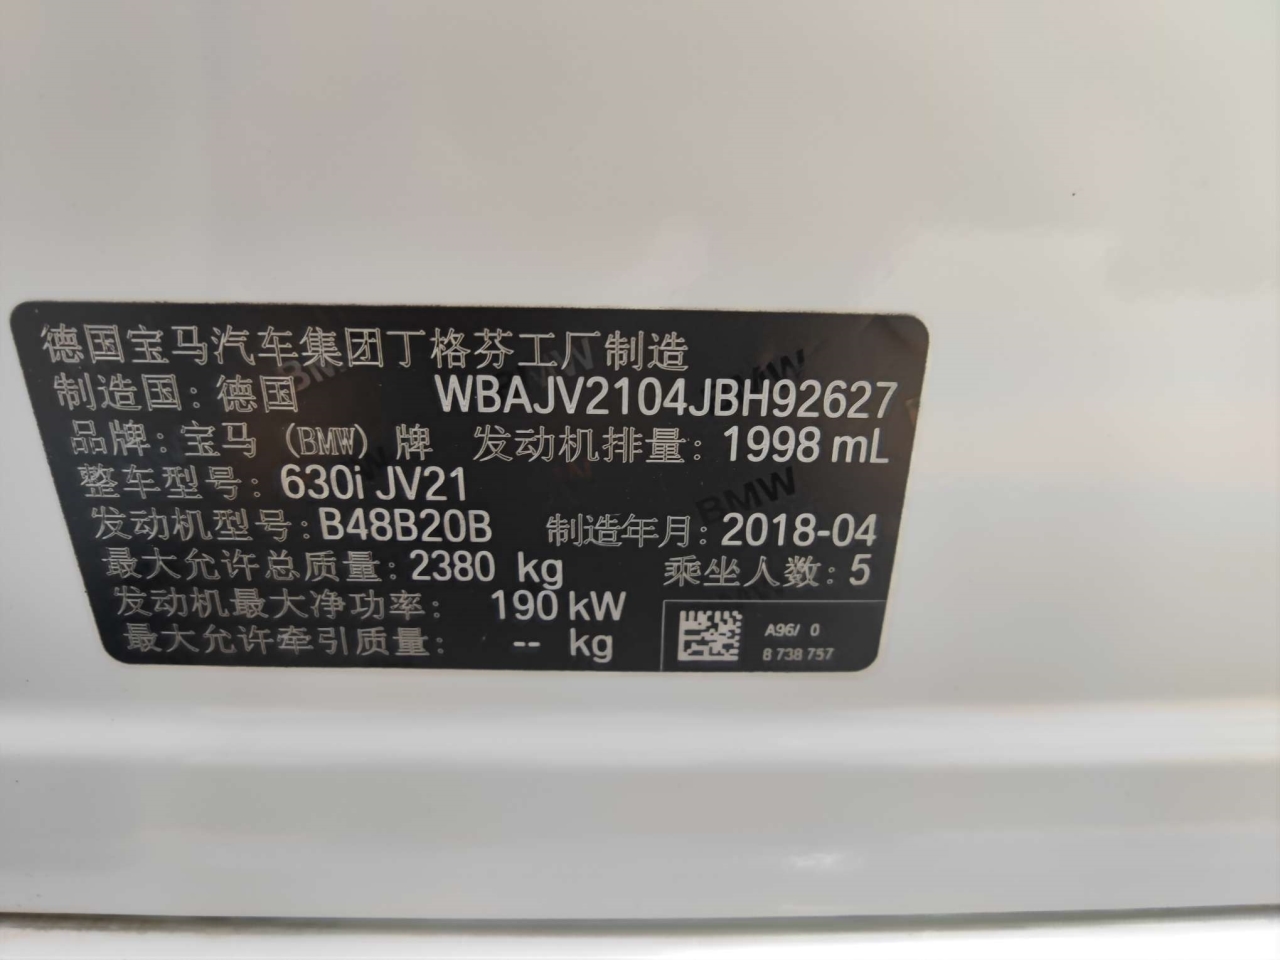 德国宝马汽车集团丁格芬工厂制造
制造国：德国 WBAJV2104JBH92627
品牌：宝马（BMW）牌 发动机排量：1998 mL
整车型号：630i JV21
发动机型号：B48B20B 制造年月：2018-04
最大允许总质量：2380 kg 乘坐人数：5
发动机最大净功率： 190 kW
最大允许牵引质量： -- kg
A96/ 0
8 738 757
BMW
BMW
BMW
BMW